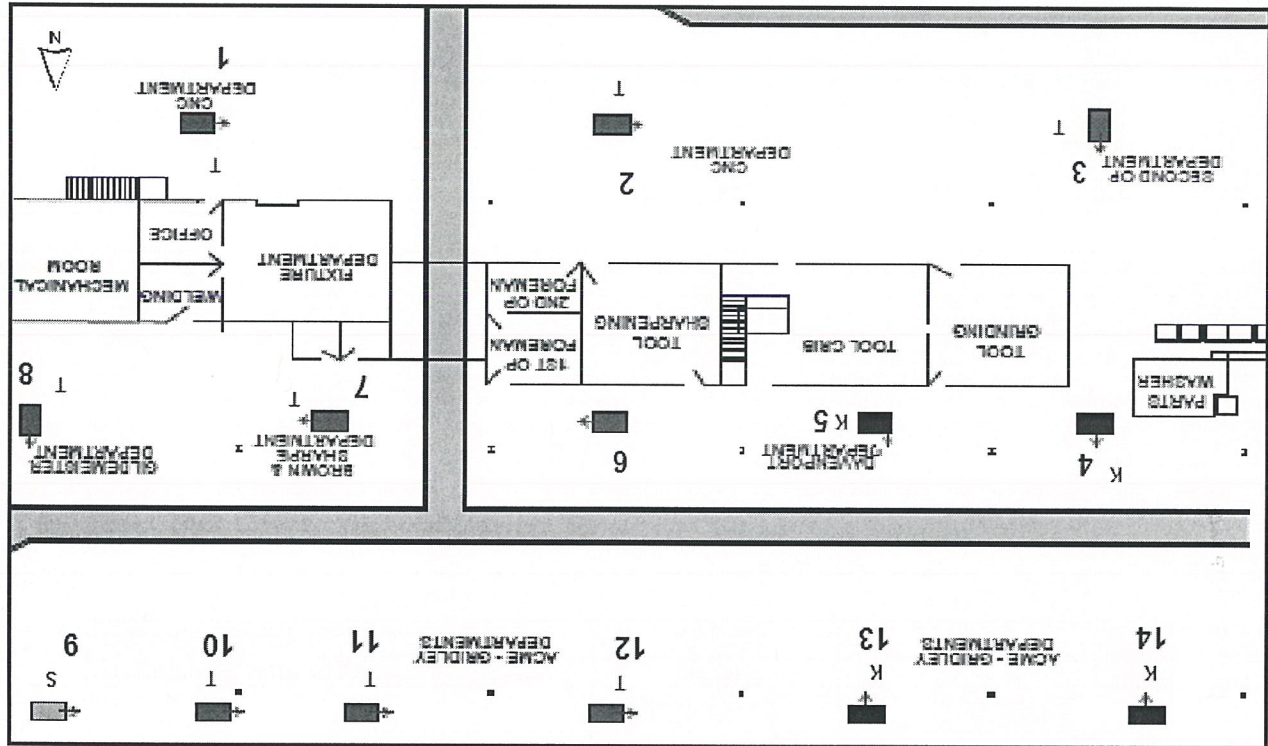 K
14
ACME - GRIDLEY
DEPARTMENTS
K
13
T
12
ACME - GRIDLEY
DEPARTMENTS
T
11
T
10
S
9
K
4
DAVENPORT
DEPARTMENT
K 5
6
BROWN &
SHARPE
DEPARTMENT
T
7
GILDEMEISTER
DEPARTMENT
T
8
PARTS
WASHER
TOOL
GRINDING
TOOL CRIB
TOOL
SHARPENING
1ST OP
FOREMAN
2ND OP
FOREMAN
FIXTURE
DEPARTMENT
WELDING
OFFICE
MECHANICAL
ROOM
SECOND OP
DEPARTMENT
3
T
CNC
DEPARTMENT
2
T
T
CNC
DEPARTMENT
1
N